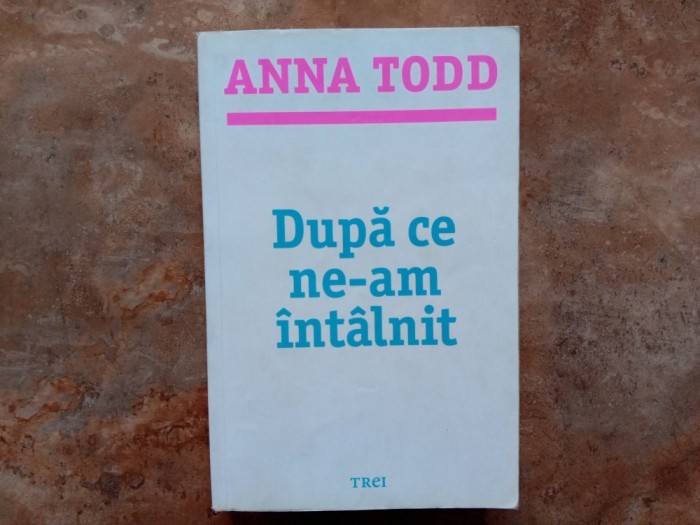 ANNA TODD
După ce
ne-am
întâlnit
TREI